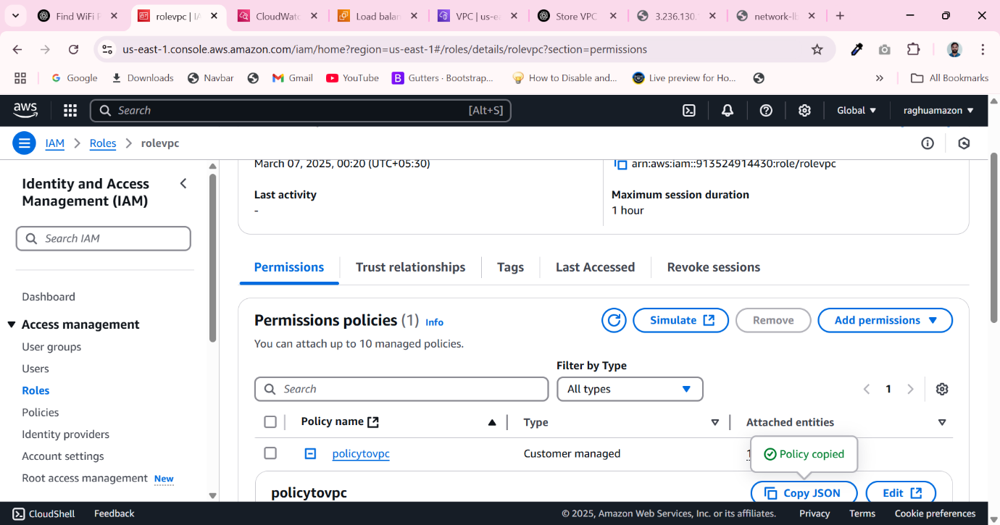 Find WiFi P
rolevpc | IA
CloudWatc
Load balan
VPC | us-ea
Store VPC
3.236.130.
network-lb
us-east-1.console.aws.amazon.com/iam/home?region=us-east-1#/roles/details/rolevpc?section=permissions
Google
Downloads
Navbar
Gmail
YouTube
Gutters · Bootstrap...
How to Disable and...
Live preview for Ho...
All Bookmarks
aws
Search
[Alt+S]
Global
raghuamazon
IAM
Roles
rolevpc
Identity and Access
Management (IAM)
Search IAM
Dashboard
Access management
User groups
Users
Roles
Policies
Identity providers
Account settings
Root access management New
March 07, 2025, 00:20 (UTC+05:30)
arn:aws:iam::913524914430:role/rolevpc
Last activity
-
Maximum session duration
1 hour
Permissions
Trust relationships
Tags
Last Accessed
Revoke sessions
Permissions policies (1) Info
Simulate
Remove
Add permissions
You can attach up to 10 managed policies.
Filter by Type
Search
All types
1
Policy name
Type
Attached entities
policytovpc
Customer managed
1
Policy copied
policytovpc
Copy JSON
Edit
CloudShell
Feedback
© 2025, Amazon Web Services, Inc. or its affiliates.
Privacy
Terms
Cookie preferences